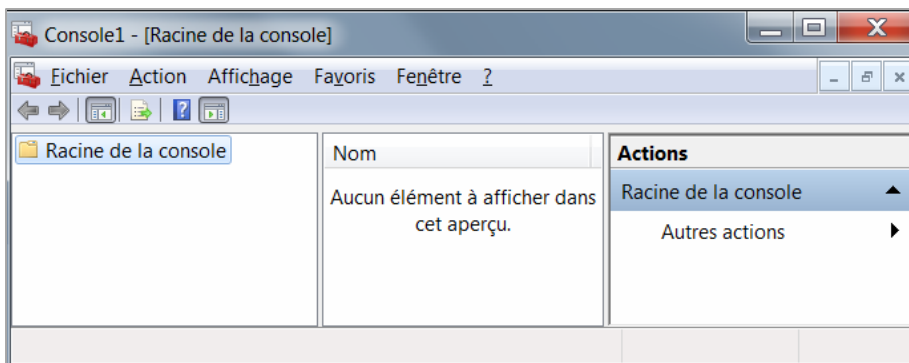 Console1 - [Racine de la console]
Fichier Action Affichage Favoris Fenêtre ?
Racine de la console
Nom
Aucun élément à afficher dans
cet aperçu.
Actions
Racine de la console
Autres actions